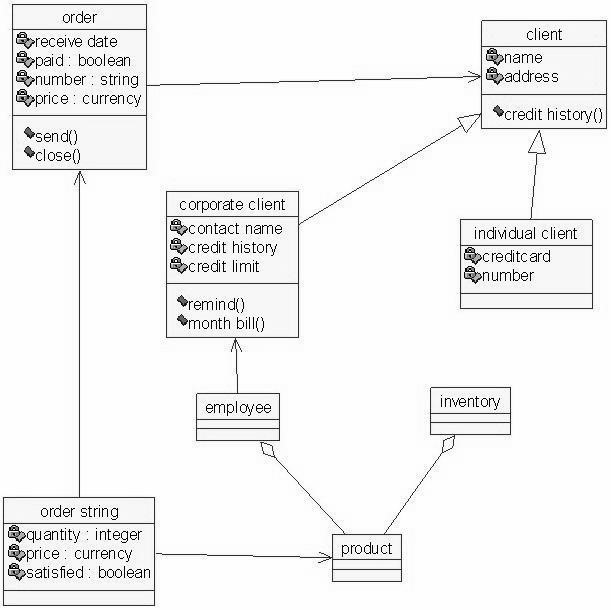 order
receive date
paid : boolean
number : string
price : currency
send()
close()
client
name
address
credit history()
corporate client
contact name
credit history
credit limit
remind()
month bill()
individual client
creditcard
number
employee
inventory
order string
quantity : integer
price : currency
satisfied : boolean
product